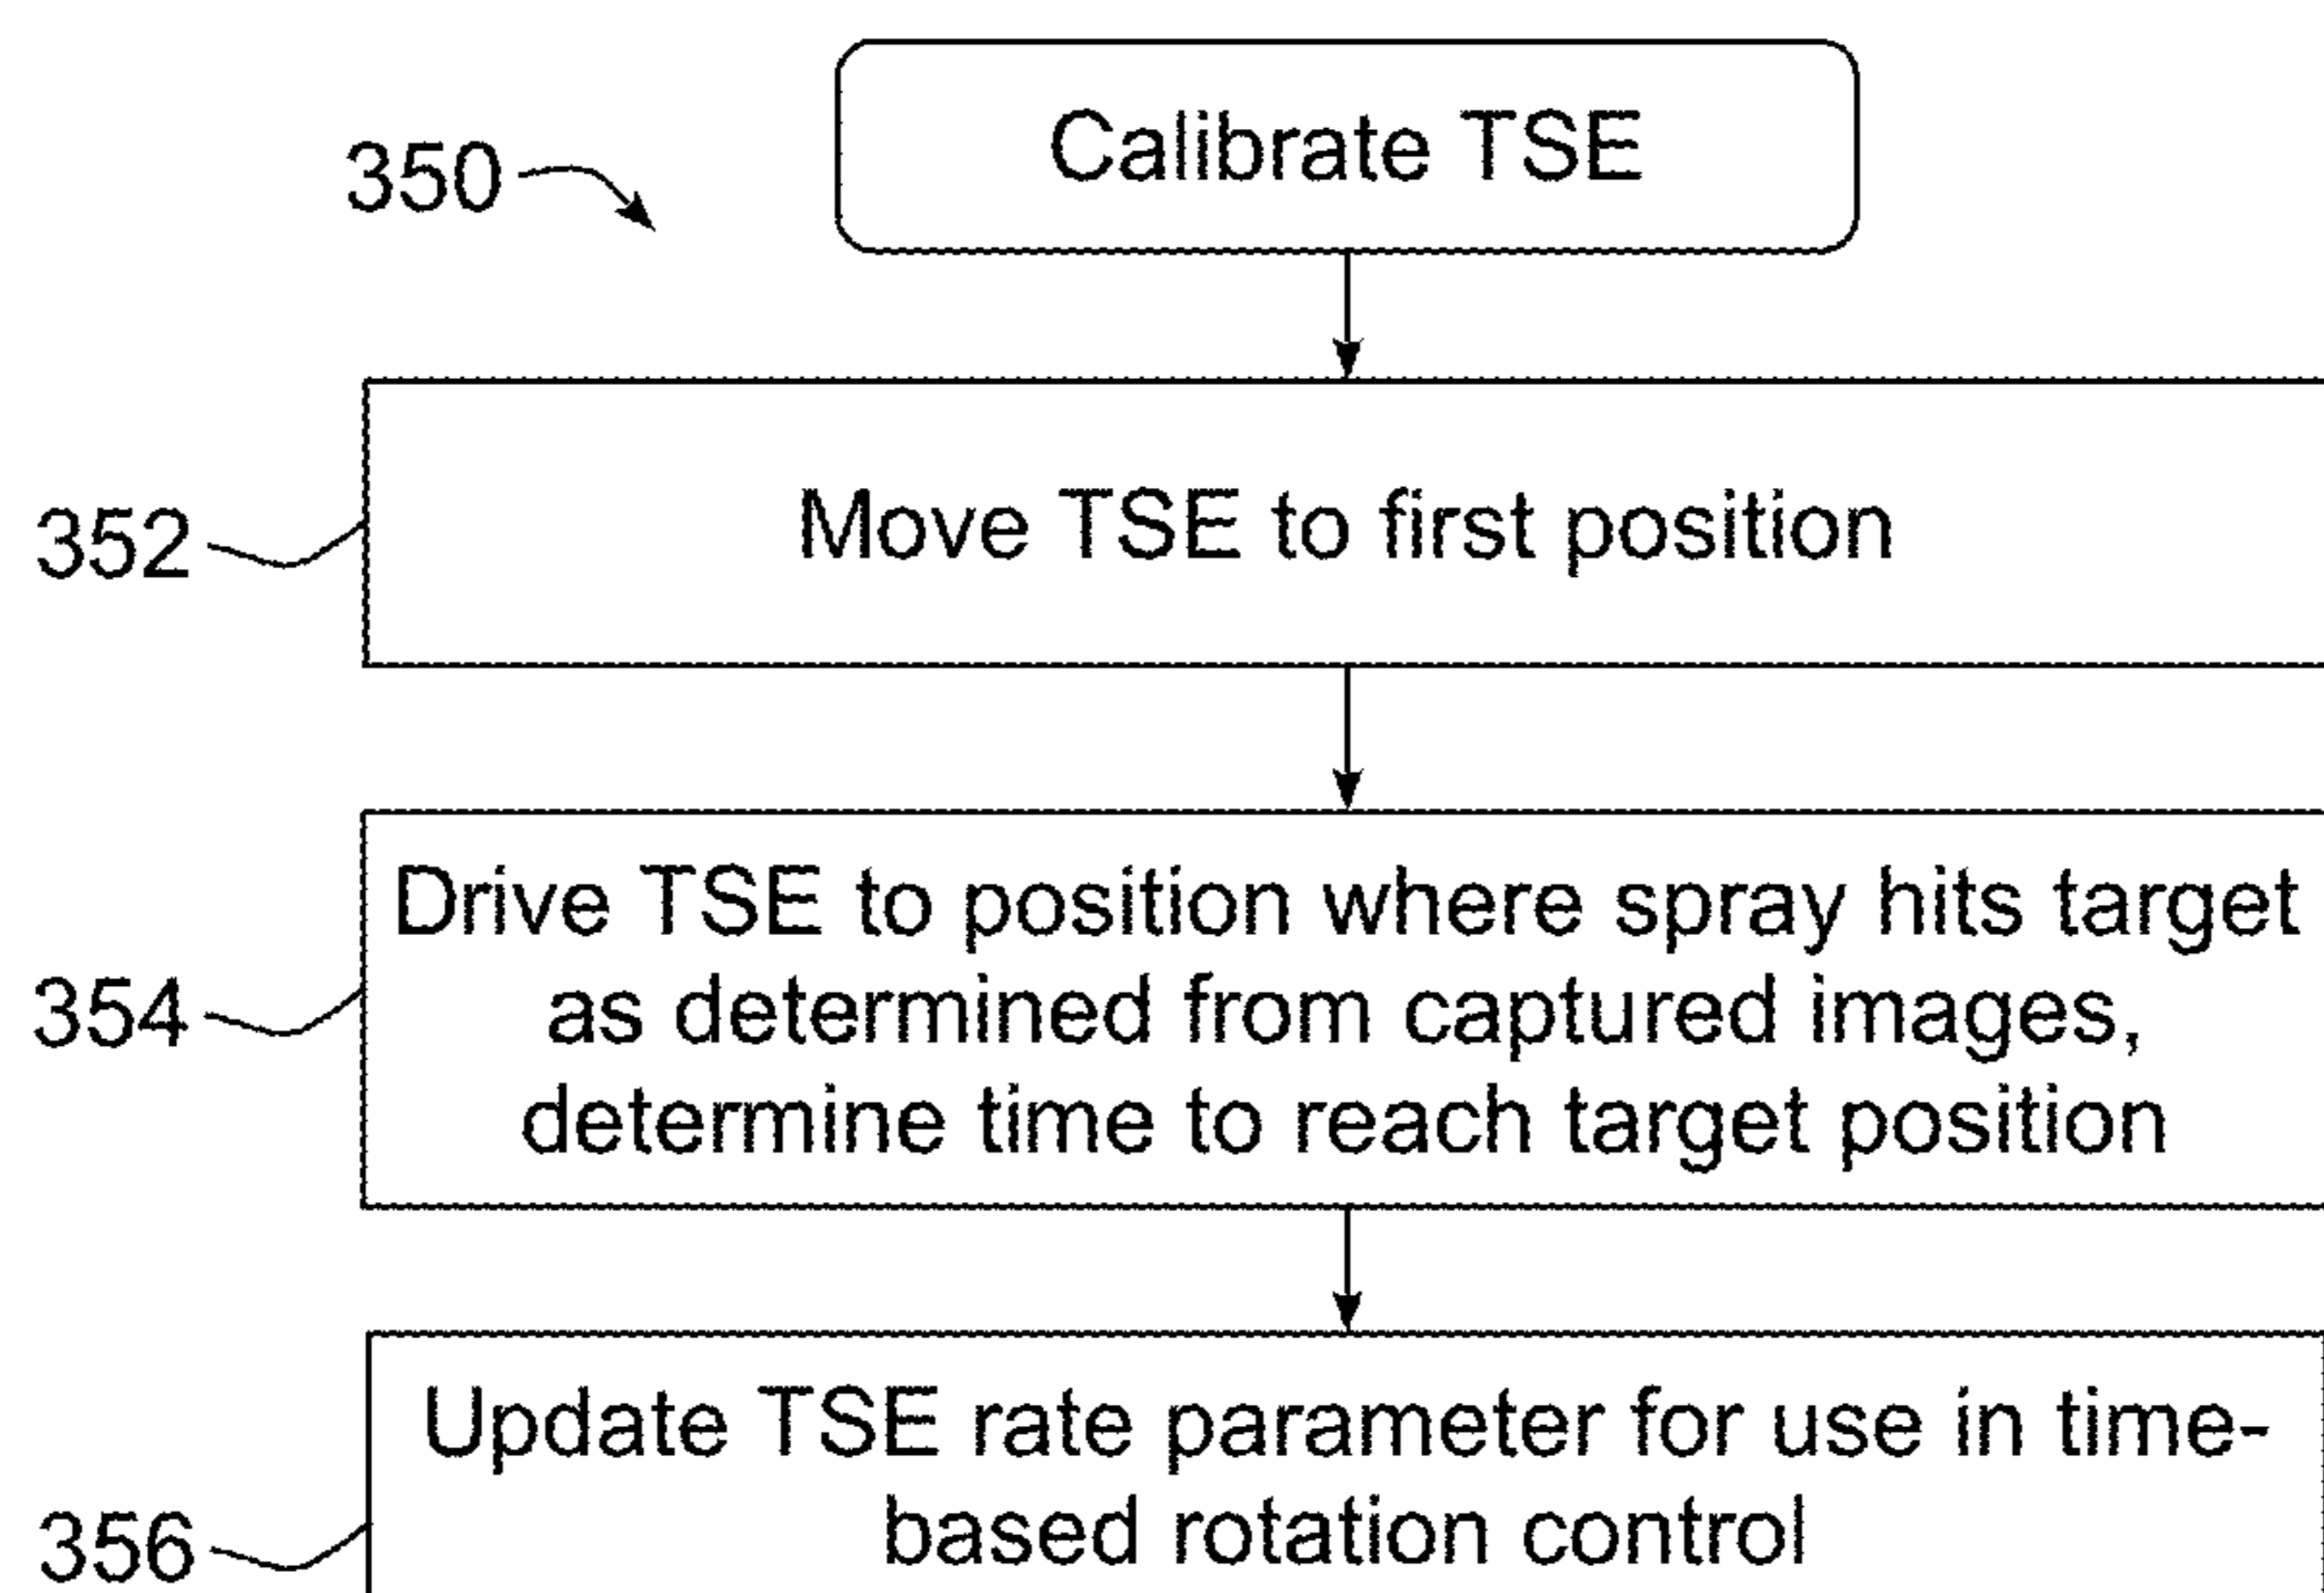 Calibrate TSE
350
Move TSE to first position
352
Drive TSE to position where spray hits target
as determined from captured images,
determine time to reach target position
354
Update TSE rate parameter for use in time-
based rotation control
356